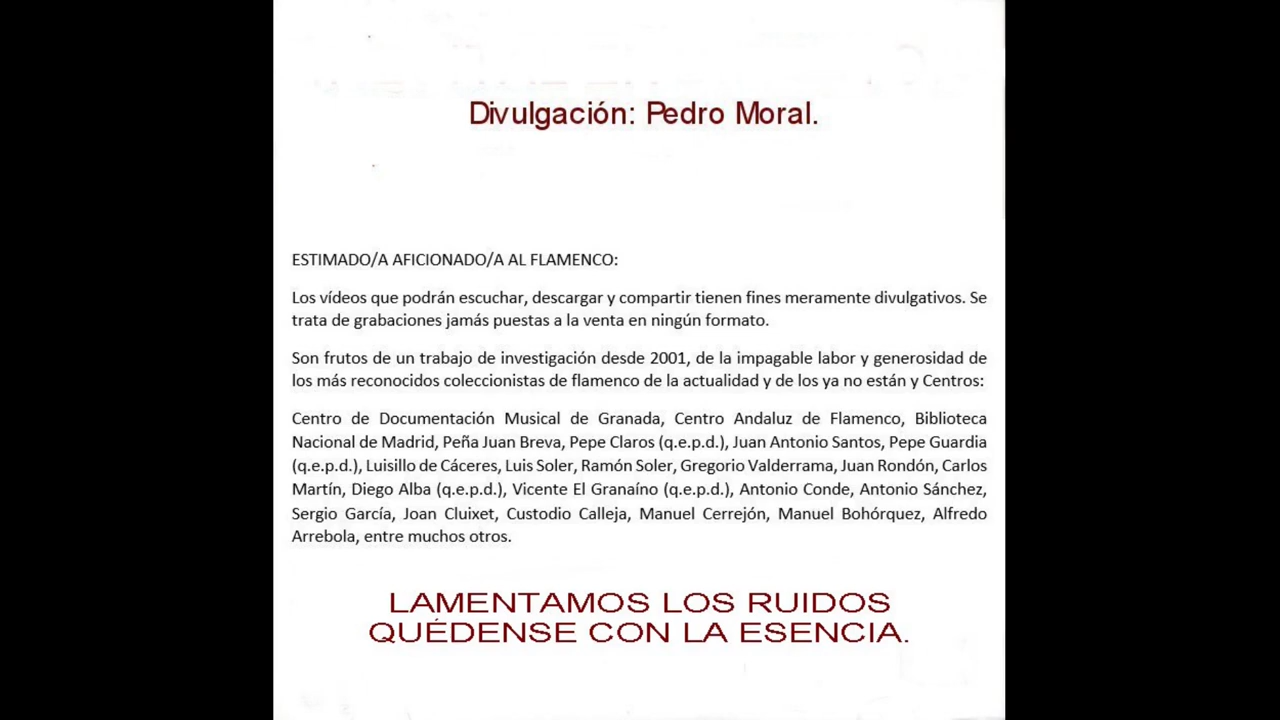 Divulgación: Pedro Moral.
ESTIMADO/A AFICIONADO/A AL FLAMENCO:
Los vídeos que podrán escuchar, descargar y compartir tienen fines meramente divulgativos. Se
trata de grabaciones jamás puestas a la venta en ningún formato.
Son frutos de un trabajo de investigación desde 2001, de la impagable labor y generosidad de
los más reconocidos coleccionistas de flamenco de la actualidad y de los ya no están y Centros:
Centro de Documentación Musical de Granada, Centro Andaluz de Flamenco, Biblioteca
Nacional de Madrid, Peña Juan Breva, Pepe Claros (q.e.p.d.), Juan Antonio Santos, Pepe Guardia
(q.e.p.d.), Luisillo de Cáceres, Luis Soler, Ramón Soler, Gregorio Valderrama, Juan Rondón, Carlos
Martín, Diego Alba (q.e.p.d.), Vicente El Granaíno (q.e.p.d.), Antonio Conde, Antonio Sánchez,
Sergio García, Joan Cluixet, Custodio Calleja, Manuel Cerrejón, Manuel Bohórquez, Alfredo
Arrebola, entre muchos otros.
LAMENTAMOS LOS RUIDOS
QUÉDENSE CON LA ESENCIA.